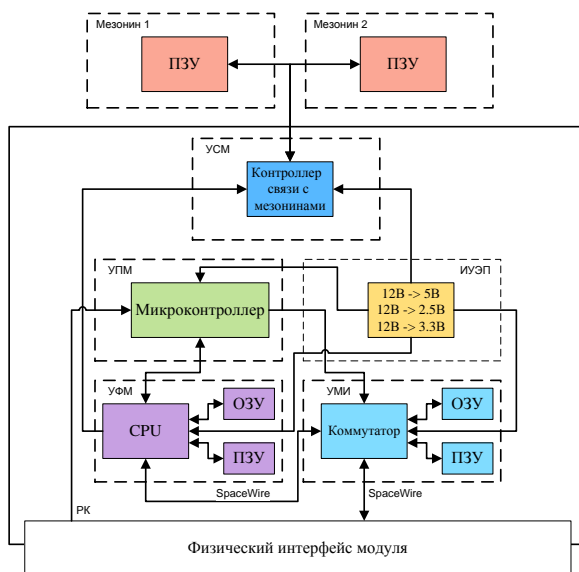 Мезонин 1
Мезонин 2
ПЗУ
ПЗУ
УСМ
Контроллер
связи с
мезонинами
УПМ
ИУЭП
Микроконтроллер
12В -> 5В
12В -> 2.5В
12В -> 3.3В
УФМ
УМИ
CPU
ОЗУ
ПЗУ
Коммутатор
ОЗУ
ПЗУ
SpaceWire
SpaceWire
РК
Физический интерфейс модуля